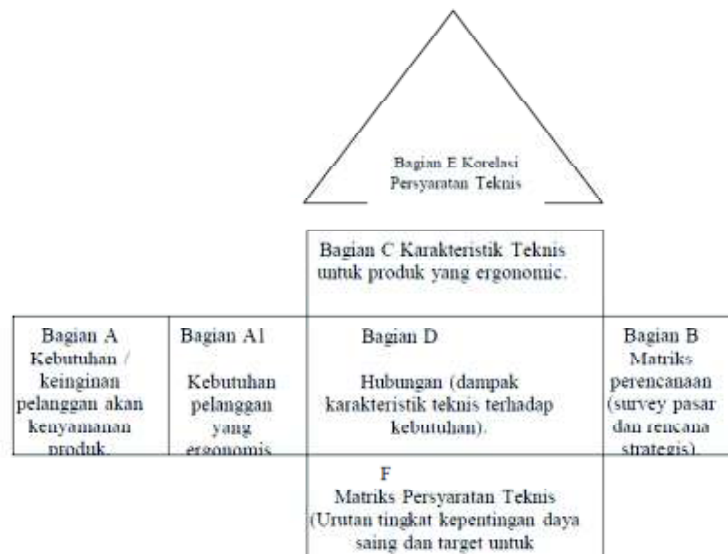 Bagian E Korelasi
Persyaratan Teknis
Bagian C Karakteristik Teknis
untuk produk yang ergonomic.
Bagian A
Kebutuhan /
keinginan
pelanggan akan
kenyamanan
produk.
Bagian A1
Kebutuhan
pelanggan
yang
ergonomis
Bagian D
Hubungan (dampak
karakteristik teknis terhadap
kebutuhan).
Bagian B
Matriks
perencanaan
(survey pasar
dan rencana
strategis).
F
Matriks Persyaratan Teknis
(Urutan tingkat kepentingan daya
saing dan target untuk